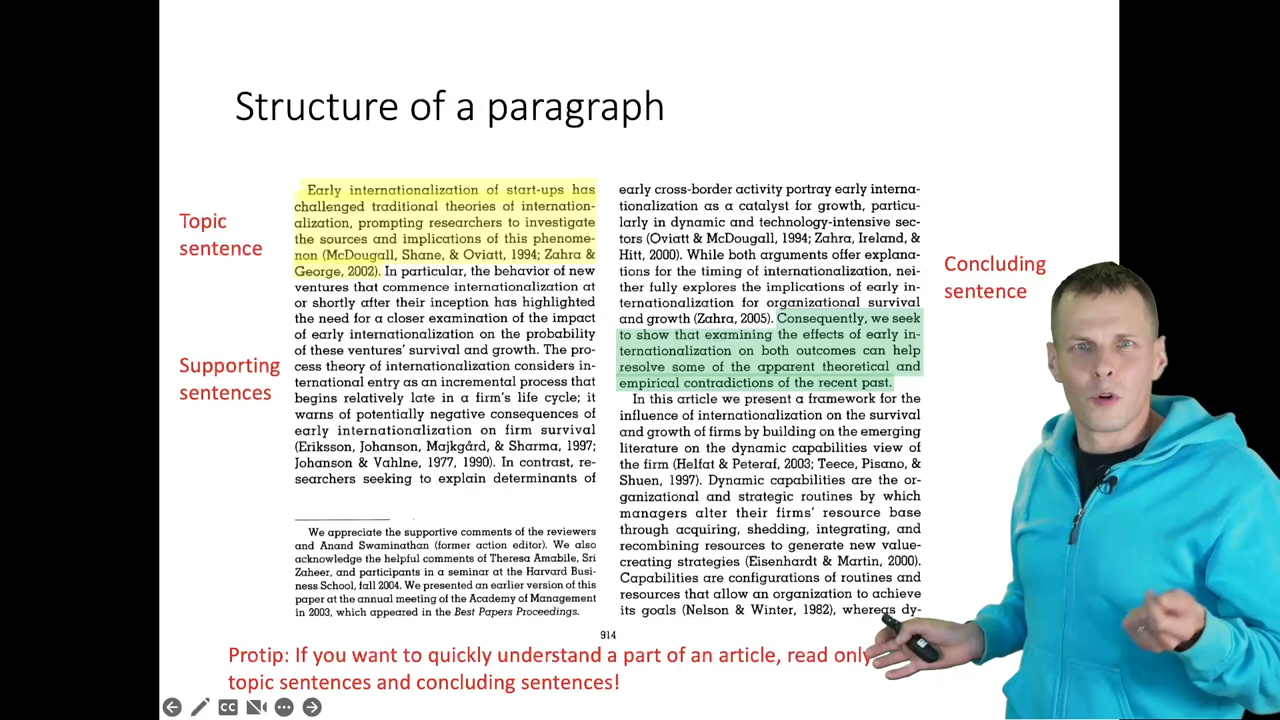 Structure of a paragraph
Topic
sentence
Supporting
sentences
Early internationalization of start-ups has
challenged traditional theories of internation-
alization, prompting researchers to investigate
the sources and implications of this phenome-
non (McDougall, Shane, & Oviatt, 1994; Zahra &
George, 2002). In particular, the behavior of new
ventures that commence internationalization at
or shortly after their inception has highlighted
the need for a closer examination of the impact
of early internationalization on the probability
of these ventures' survival and growth. The pro-
cess theory of internationalization considers in-
ternational entry as an incremental process that
begins relatively late in a firm's life cycle; it
warns of potentially negative consequences of
early internationalization on firm survival
(Eriksson, Johanson, Majkgård, & Sharma, 1997;
Johanson & Vahlne, 1977, 1990). In contrast, re-
searchers seeking to explain determinants of
We appreciate the supportive comments of the reviewers
and Anand Swaminathan (former action editor). We also
acknowledge the helpful comments of Theresa Amabile, Sri
Zaheer, and participants in a seminar at the Harvard Busi-
ness School, fall 2004. We presented an earlier version of this
paper at the annual meeting of the Academy of Management
in 2003, which appeared in the Best Papers Proceedings.
early cross-border activity portray early interna-
tionalization as a catalyst for growth, particu-
larly in dynamic and technology-intensive sec-
tors (Oviatt & McDougall, 1994; Zahra, Ireland, &
Hitt, 2000). While both arguments offer explana-
tions for the timing of internationalization, nei-
ther fully explores the implications of early in-
ternationalization for organizational survival
and growth (Zahra, 2005). Consequently, we seek
to show that examining the effects of early in-
ternationalization on both outcomes can help
resolve some of the apparent theoretical and
empirical contradictions of the recent past.
In this article we present a framework for the
influence of internationalization on the survival
and growth of firms by building on the emerging
literature on the dynamic capabilities view of
the firm (Helfat & Peteraf, 2003; Teece, Pisano, &
Shuen, 1997). Dynamic capabilities are the or-
ganizational and strategic routines by which
managers alter their firms' resource base
through acquiring, shedding, integrating, and
recombining resources to generate new value-
creating strategies (Eisenhardt & Martin, 2000).
Capabilities are configurations of routines and
resources that allow an organization to achieve
its goals (Nelson & Winter, 1982), whereas dy-
Concluding
sentence
914
Protip: If you want to quickly understand a part of an article, read only
topic sentences and concluding sentences!
CC